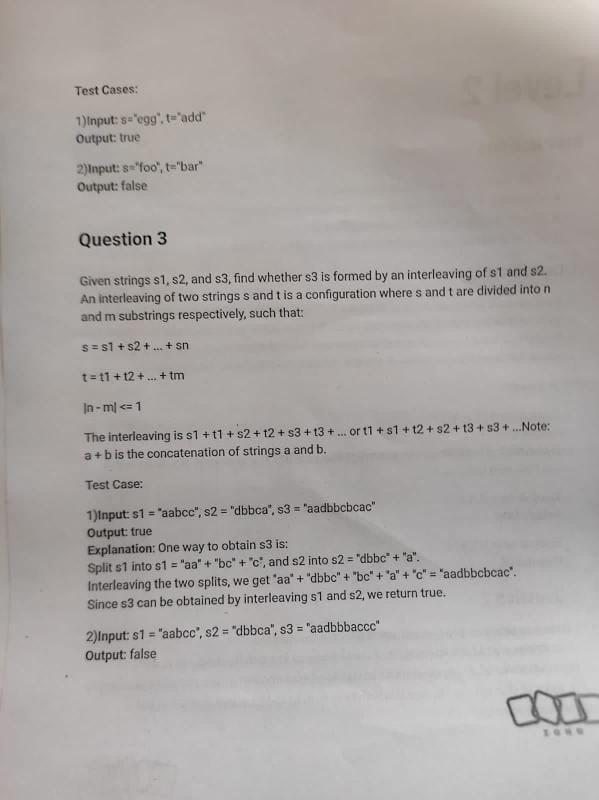 Level 2
Test Cases:
1)Input: s="egg", t="add"
Output: true
2)Input: s="foo", t="bar"
Output: false
Question 3
Given strings s1, s2, and s3, find whether s3 is formed by an interleaving of s1 and s2.
An interleaving of two strings s and t is a configuration where s and t are divided into n
and m substrings respectively, such that:
s = s1 + s2 + ... + sn
t = t1 + t2 + ... + tm
|n - m| <= 1
The interleaving is s1 + t1 + s2 + t2 + s3 + t3 + ... or t1 + s1 + t2 + s2 + t3 + s3 + ...Note:
a + b is the concatenation of strings a and b.
Test Case:
1)Input: s1 = "aabcc", s2 = "dbbca", s3 = "aadbbcbcac"
Output: true
Explanation: One way to obtain s3 is:
Split s1 into s1 = "aa" + "bc" + "c", and s2 into s2 = "dbbc" + "a".
Interleaving the two splits, we get "aa" + "dbbc" + "bc" + "a" + "c" = "aadbbcbcac".
Since s3 can be obtained by interleaving s1 and s2, we return true.
2)Input: s1 = "aabcc", s2 = "dbbca", s3 = "aadbbbaccc"
Output: false
ZOHO